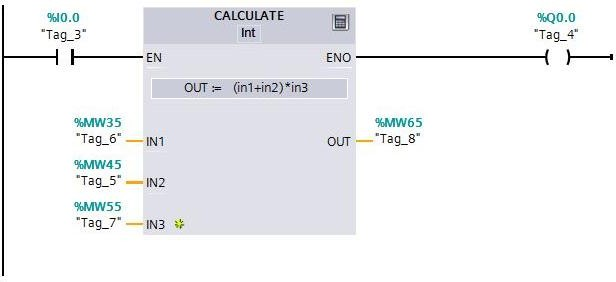 %I0.0 CALCULATE %Q0.0
"Tag_3" Int "Tag_4"
EN ENO
OUT := (in1+in2)*in3
%MW35 %MW65
"Tag_6" IN1 OUT "Tag_8"
%MW45
"Tag_5" IN2
%MW55
"Tag_7" IN3